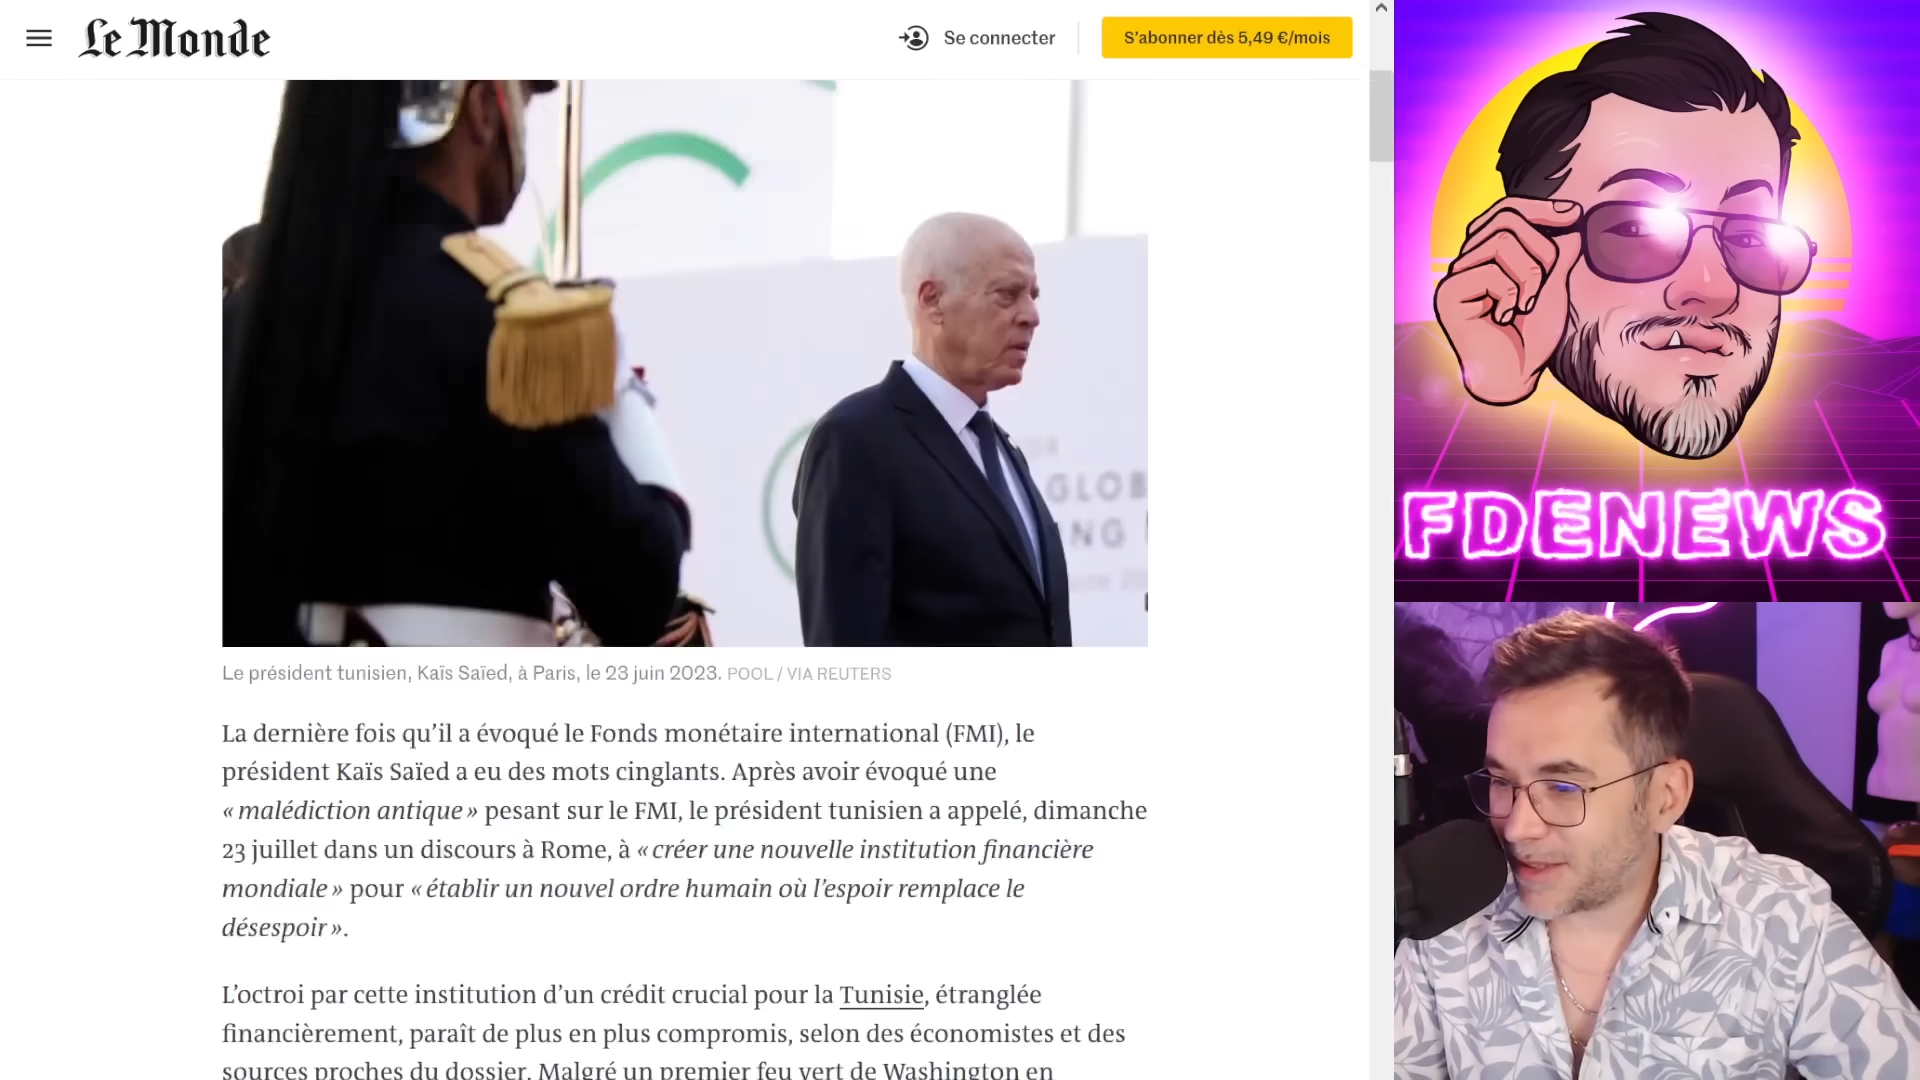 Le Monde
Se connecter
S'abonner dès 5,49 €/mois
GLOB
ING
Le président tunisien, Kaïs Saïed, à Paris, le 23 juin 2023. POOL / VIA REUTERS
La dernière fois qu'il a évoqué le Fonds monétaire international (FMI), le
président Kaïs Saïed a eu des mots cinglants. Après avoir évoqué une
« malédiction antique » pesant sur le FMI, le président tunisien a appelé, dimanche
23 juillet dans un discours à Rome, à « créer une nouvelle institution financière
mondiale » pour « établir un nouvel ordre humain où l'espoir remplace le
désespoir ».
L'octroi par cette institution d'un crédit crucial pour la Tunisie, étranglée
financièrement, paraît de plus en plus compromis, selon des économistes et des
sources proches du dossier. Malgré un premier feu vert de Washington en
FDENEWS